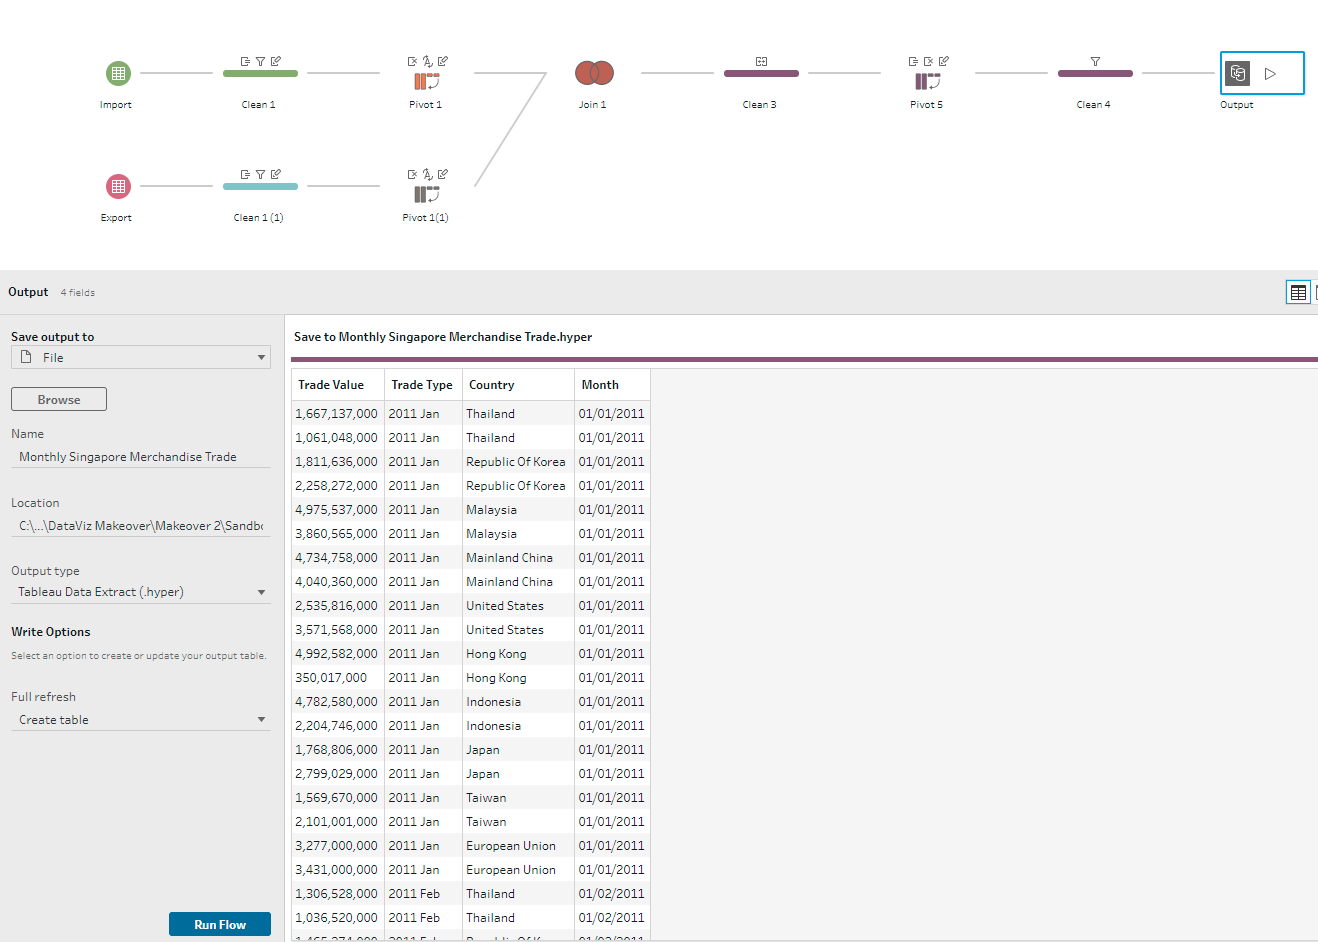 Import
Clean 1
Pivot 1
Join 1
Clean 3
Pivot 5
Clean 4
Output
Export
Clean 1 (1)
Pivot 1(1)
Output 4 fields
Save output to
File
Browse
Name
Monthly Singapore Merchandise Trade
Location
C:\...\DataViz Makeover\Makeover 2\Sandb
Output type
Tableau Data Extract (.hyper)
Write Options
Select an option to create or update your output table.
Full refresh
Create table
Run Flow
Save to Monthly Singapore Merchandise Trade.hyper
Trade Value Trade Type Country Month
1,667,137,000 2011 Jan Thailand 01/01/2011
1,061,048,000 2011 Jan Thailand 01/01/2011
1,811,636,000 2011 Jan Republic Of Korea 01/01/2011
2,258,272,000 2011 Jan Republic Of Korea 01/01/2011
4,975,537,000 2011 Jan Malaysia 01/01/2011
3,860,565,000 2011 Jan Malaysia 01/01/2011
4,734,758,000 2011 Jan Mainland China 01/01/2011
4,040,360,000 2011 Jan Mainland China 01/01/2011
2,535,816,000 2011 Jan United States 01/01/2011
3,571,568,000 2011 Jan United States 01/01/2011
4,992,582,000 2011 Jan Hong Kong 01/01/2011
350,017,000 2011 Jan Hong Kong 01/01/2011
4,782,580,000 2011 Jan Indonesia 01/01/2011
2,204,746,000 2011 Jan Indonesia 01/01/2011
1,768,806,000 2011 Jan Japan 01/01/2011
2,799,029,000 2011 Jan Japan 01/01/2011
1,569,670,000 2011 Jan Taiwan 01/01/2011
2,101,001,000 2011 Jan Taiwan 01/01/2011
3,277,000,000 2011 Jan European Union 01/01/2011
3,431,000,000 2011 Jan European Union 01/01/2011
1,306,528,000 2011 Feb Thailand 01/02/2011
1,036,520,000 2011 Feb Thailand 01/02/2011